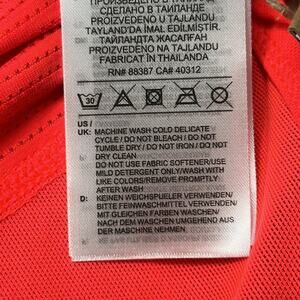 СДЕЛАНО В ТАИЛАНДЕ
PROIZVEDENO U TAJLANDU
TAYLAND'DA İMAL EDİLMİŞTİR.
ТАЙЛАНДТА ЖАСАЛҒАН
PROIZVEDENO NA TAJLANDU
FABRICAT ÎN THAILANDA
RN# 88387 CA# 40312
30
US /
UK: MACHINE WASH COLD DELICATE
CYCLE / DO NOT BLEACH / DO NOT
TUMBLE DRY / DO NOT IRON / DO NOT
DRY CLEAN
DO NOT USE FABRIC SOFTENER/USE
MILD DETERGENT ONLY/WASH WITH
LIKE COLORS/REMOVE PROMPTLY
AFTER WASH
D: KEINEN WEICHSPUELER VERWENDEN/
BITTE FEINWASCHMITTEL VERWENDEN/
MIT GLEICHEN FARBEN WASCHEN/
NACH DEM WASCHEN UMGEHEND AUS
DER MASCHINE NEHMEN